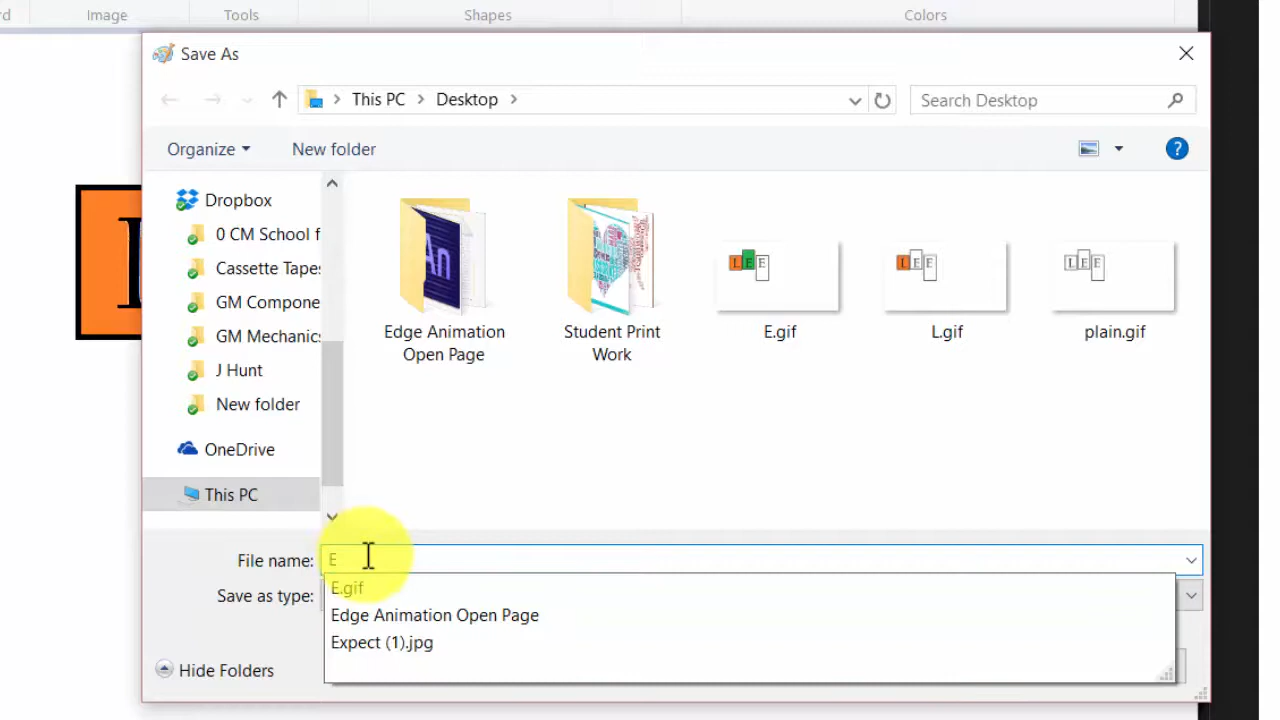 rd Image Tools Shapes Colors
Save As
This PC Desktop
Search Desktop
Organize New folder
?
Dropbox
0 CM School f
Cassette Tapes
GM Compone
GM Mechanics
J Hunt
New folder
OneDrive
This PC
An
Edge Animation
Open Page
Student Print
Work
L E E
E.gif
L E E
L.gif
L E E
plain.gif
File name: E
E.gif
Save as type:
Edge Animation Open Page
Expect (1).jpg
Hide Folders